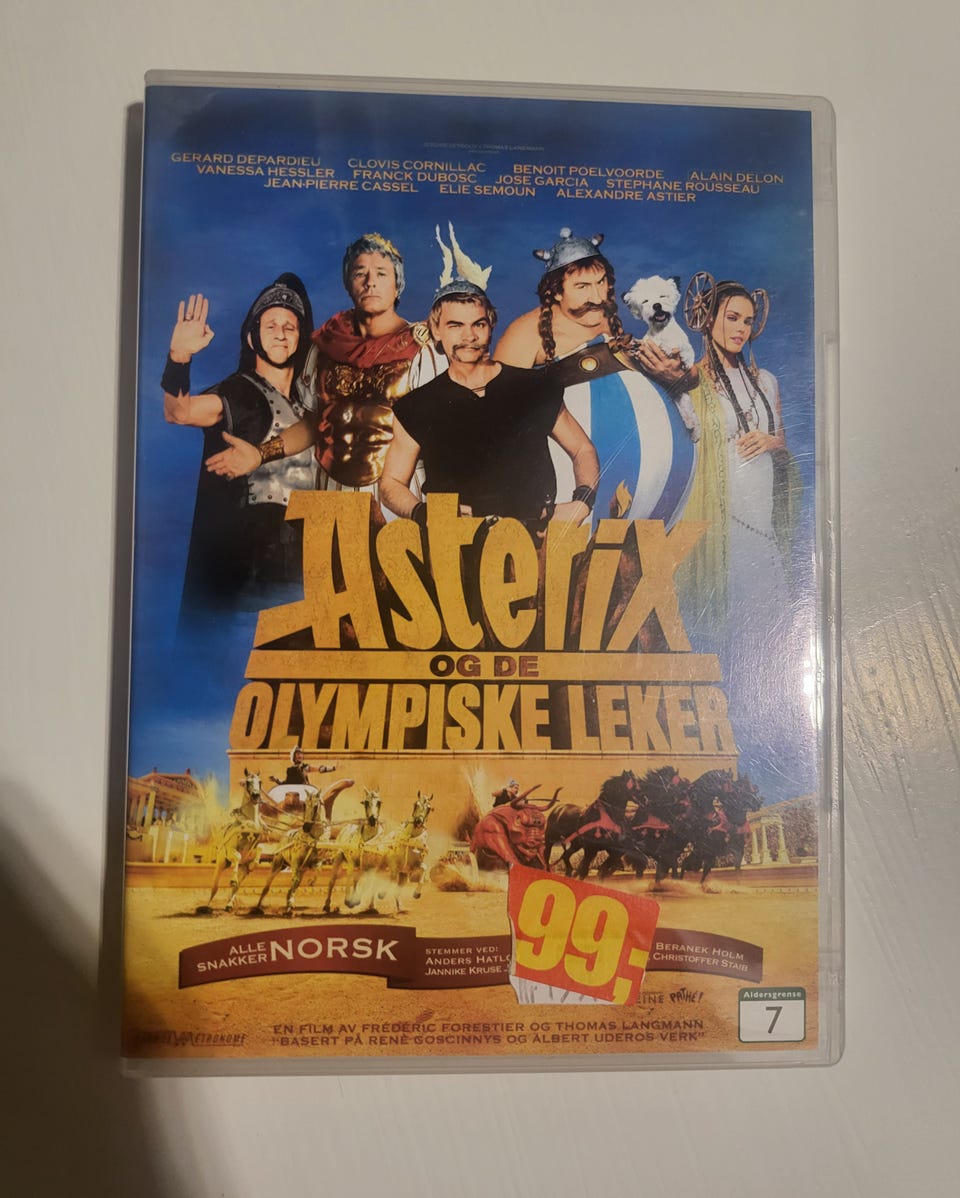 GERARD DEPARDIEU CLOVIS CORNILLAC BENOIT POELVOORDE ALAIN DELON
VANESSA HESSLER FRANCK DUBOSC JOSE GARCIA STEPHANE ROUSSEAU
JEAN-PIERRE CASSEL ELIE SEMOUN ALEXANDRE ASTIER
Asterix
OG DE
OLYMPISKE LEKER
ALLE
SNAKKER NORSK
STEMMER VED:
ANDERS BERANEK HOLM
JANNIKE KRUSE CHRISTOFFER STAIB
99,-
PATHÉ!
Aldersgrense
7
EN FILM AV FRÉDÉRIC FORESTIER OG THOMAS LANGMANN
"BASERT PÅ RENÉ GOSCINNYS OG ALBERT UDEROS VERK"